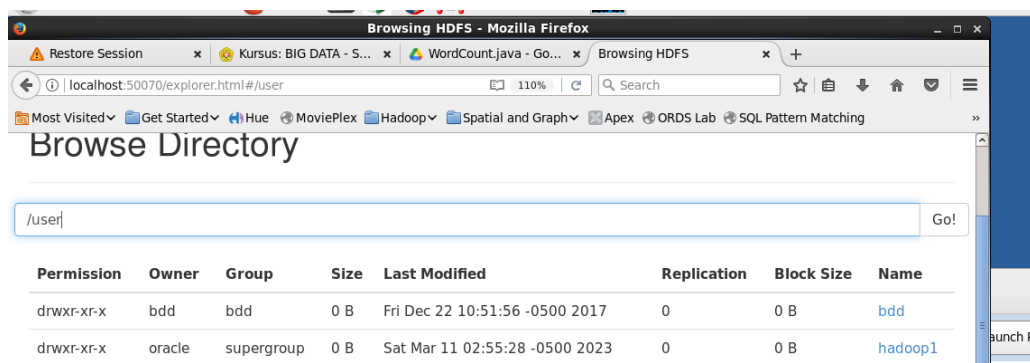 Browsing HDFS - Mozilla Firefox
Restore Session Kursus: BIG DATA - S... WordCount.java - Go... Browsing HDFS
localhost:50070/explorer.html#/user 110% Search
Most Visited Get Started Hue MoviePlex Hadoop Spatial and Graph Apex ORDS Lab SQL Pattern Matching
Browse Directory
/user Go!
Permission Owner Group Size Last Modified Replication Block Size Name
drwxr-xr-x bdd bdd 0 B Fri Dec 22 10:51:56 -0500 2017 0 0 B bdd
drwxr-xr-x oracle supergroup 0 B Sat Mar 11 02:55:28 -0500 2023 0 0 B hadoop1